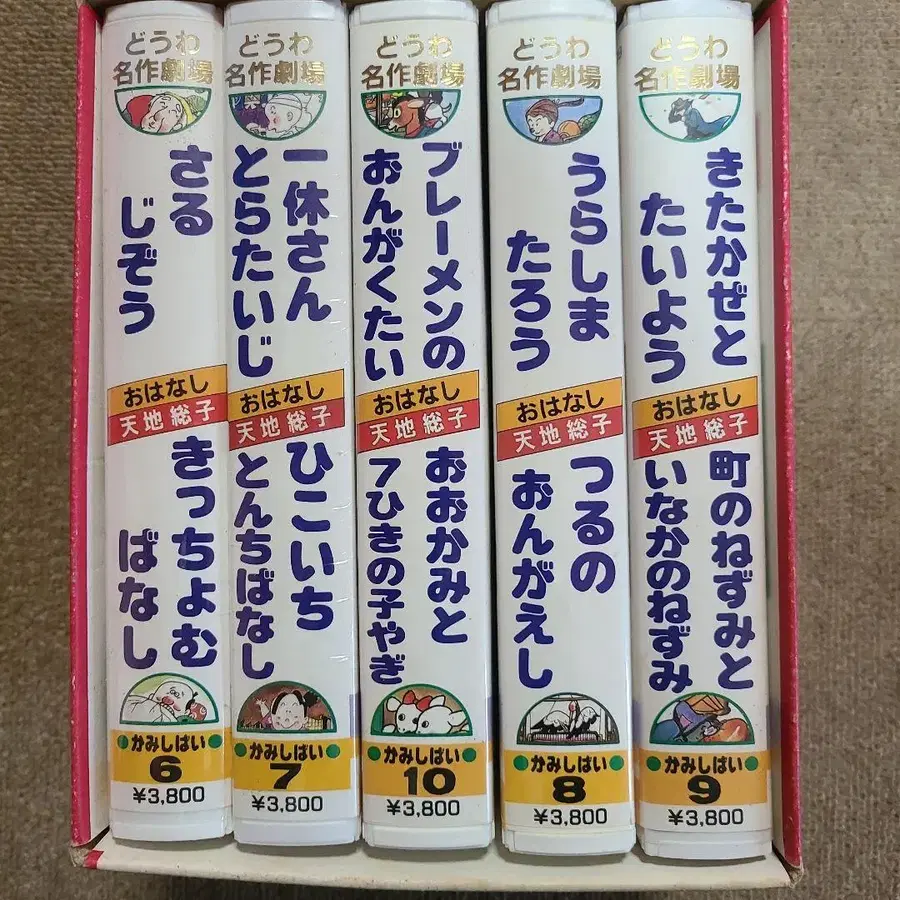 どうわ
名作劇場
さる
じぞう
おはなし
天地総子
きっちょむ
ばなし
かみしばい
6
¥3,800
どうわ
名作劇場
一休さん
とらたいじ
おはなし
天地総子
ひこいち
とんちばなし
かみしばい
7
¥3,800
どうわ
名作劇場
ブレーメンの
おんがくたい
おはなし
天地総子
おおかみと
7ひきの子やぎ
かみしばい
10
¥3,800
どうわ
名作劇場
うらしま
たろう
おはなし
天地総子
つるの
おんがえし
かみしばい
8
¥3,800
どうわ
名作劇場
きたかぜと
たいよう
おはなし
天地総子
町のねずみと
いなかのねずみ
かみしばい
9
¥3,800